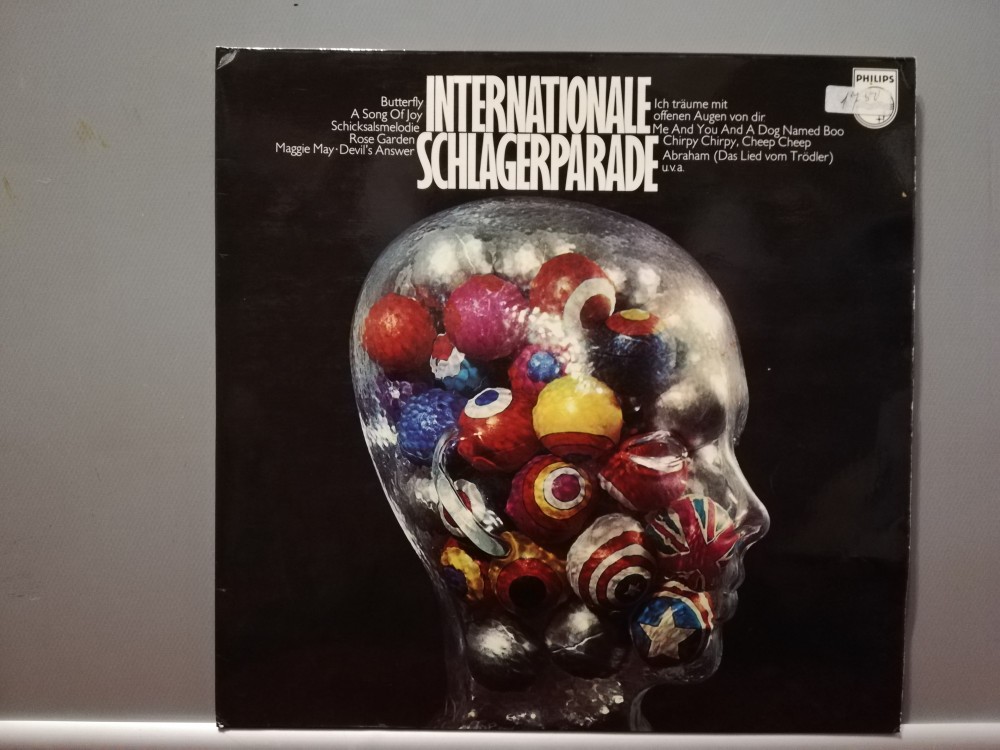 INTERNATIONALE
SCHLAGERPARADE
Butterfly
A Song Of Joy
Schicksalsmelodie
Rose Garden
Maggie May·Devil's Answer
Ich träume mit
offenen Augen von dir
Me And You And A Dog Named Boo
Chirpy Chirpy, Cheep Cheep
Abraham (Das Lied vom Trödler)
u.v.a.
PHILIPS